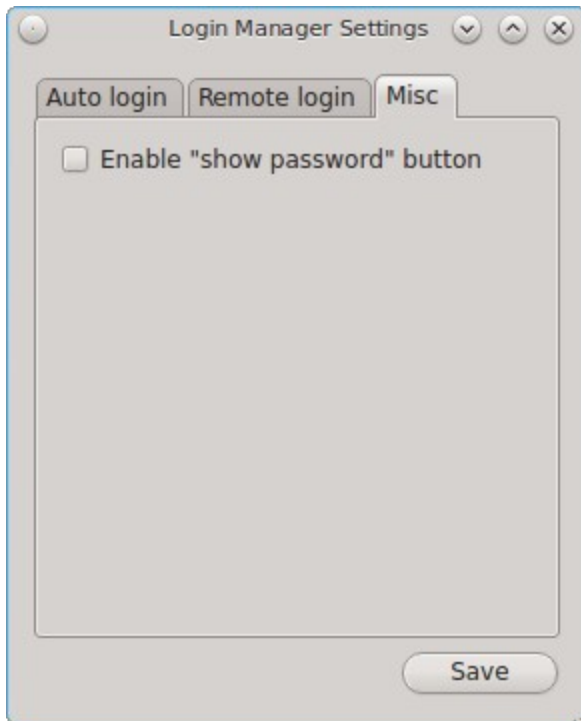 Login Manager Settings
Auto login Remote login Misc
Enable "show password" button
Save